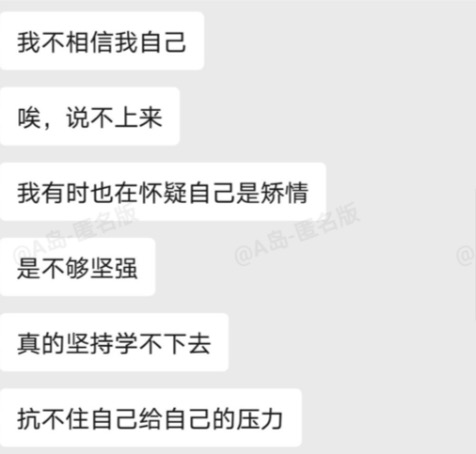 我不相信我自己
唉，说不上来
我有时也在怀疑自己是矫情
@A岛-匿名版
@A岛-匿名版
@
是不够坚强
真的坚持学不下去
抗不住自己给自己的压力